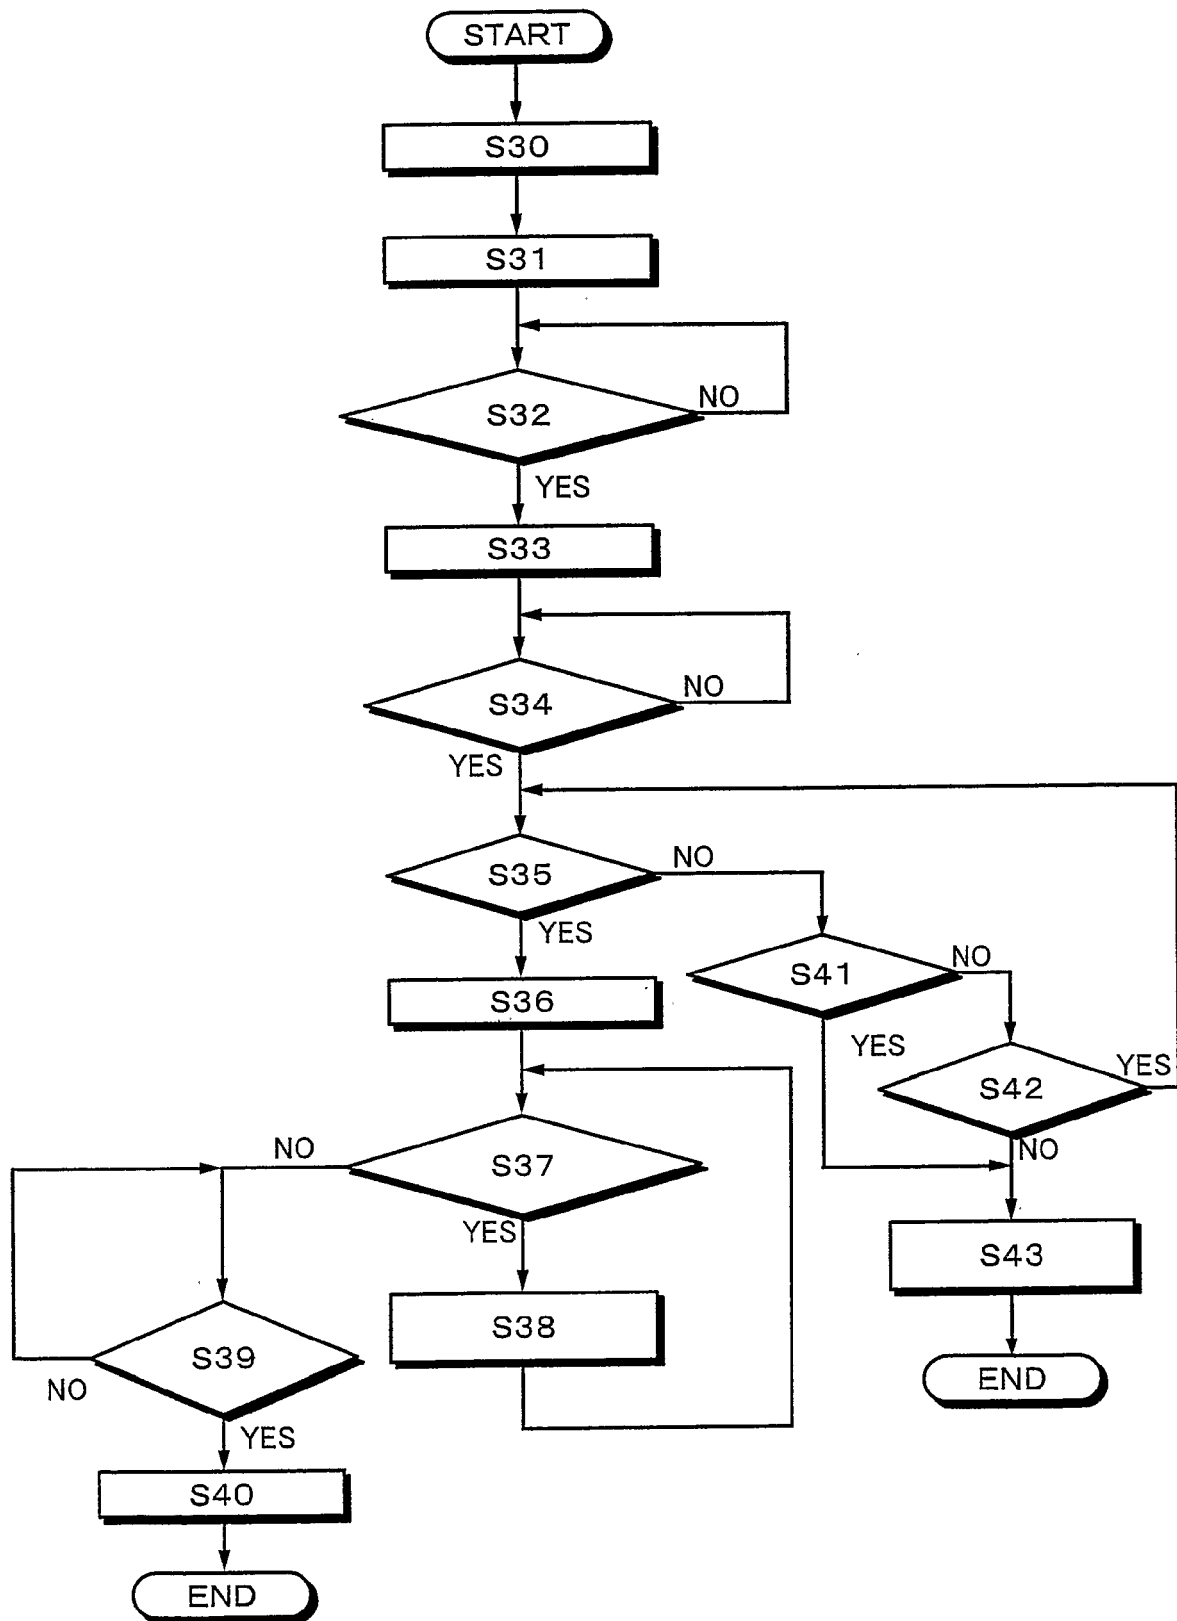 START
S30
S31
S32
NO
YES
S33
S34
NO
YES
S35
NO
YES
S41
NO
S36
YES
S42
YES
NO
S37
NO
YES
S43
S38
S39
NO
END
YES
S40
END